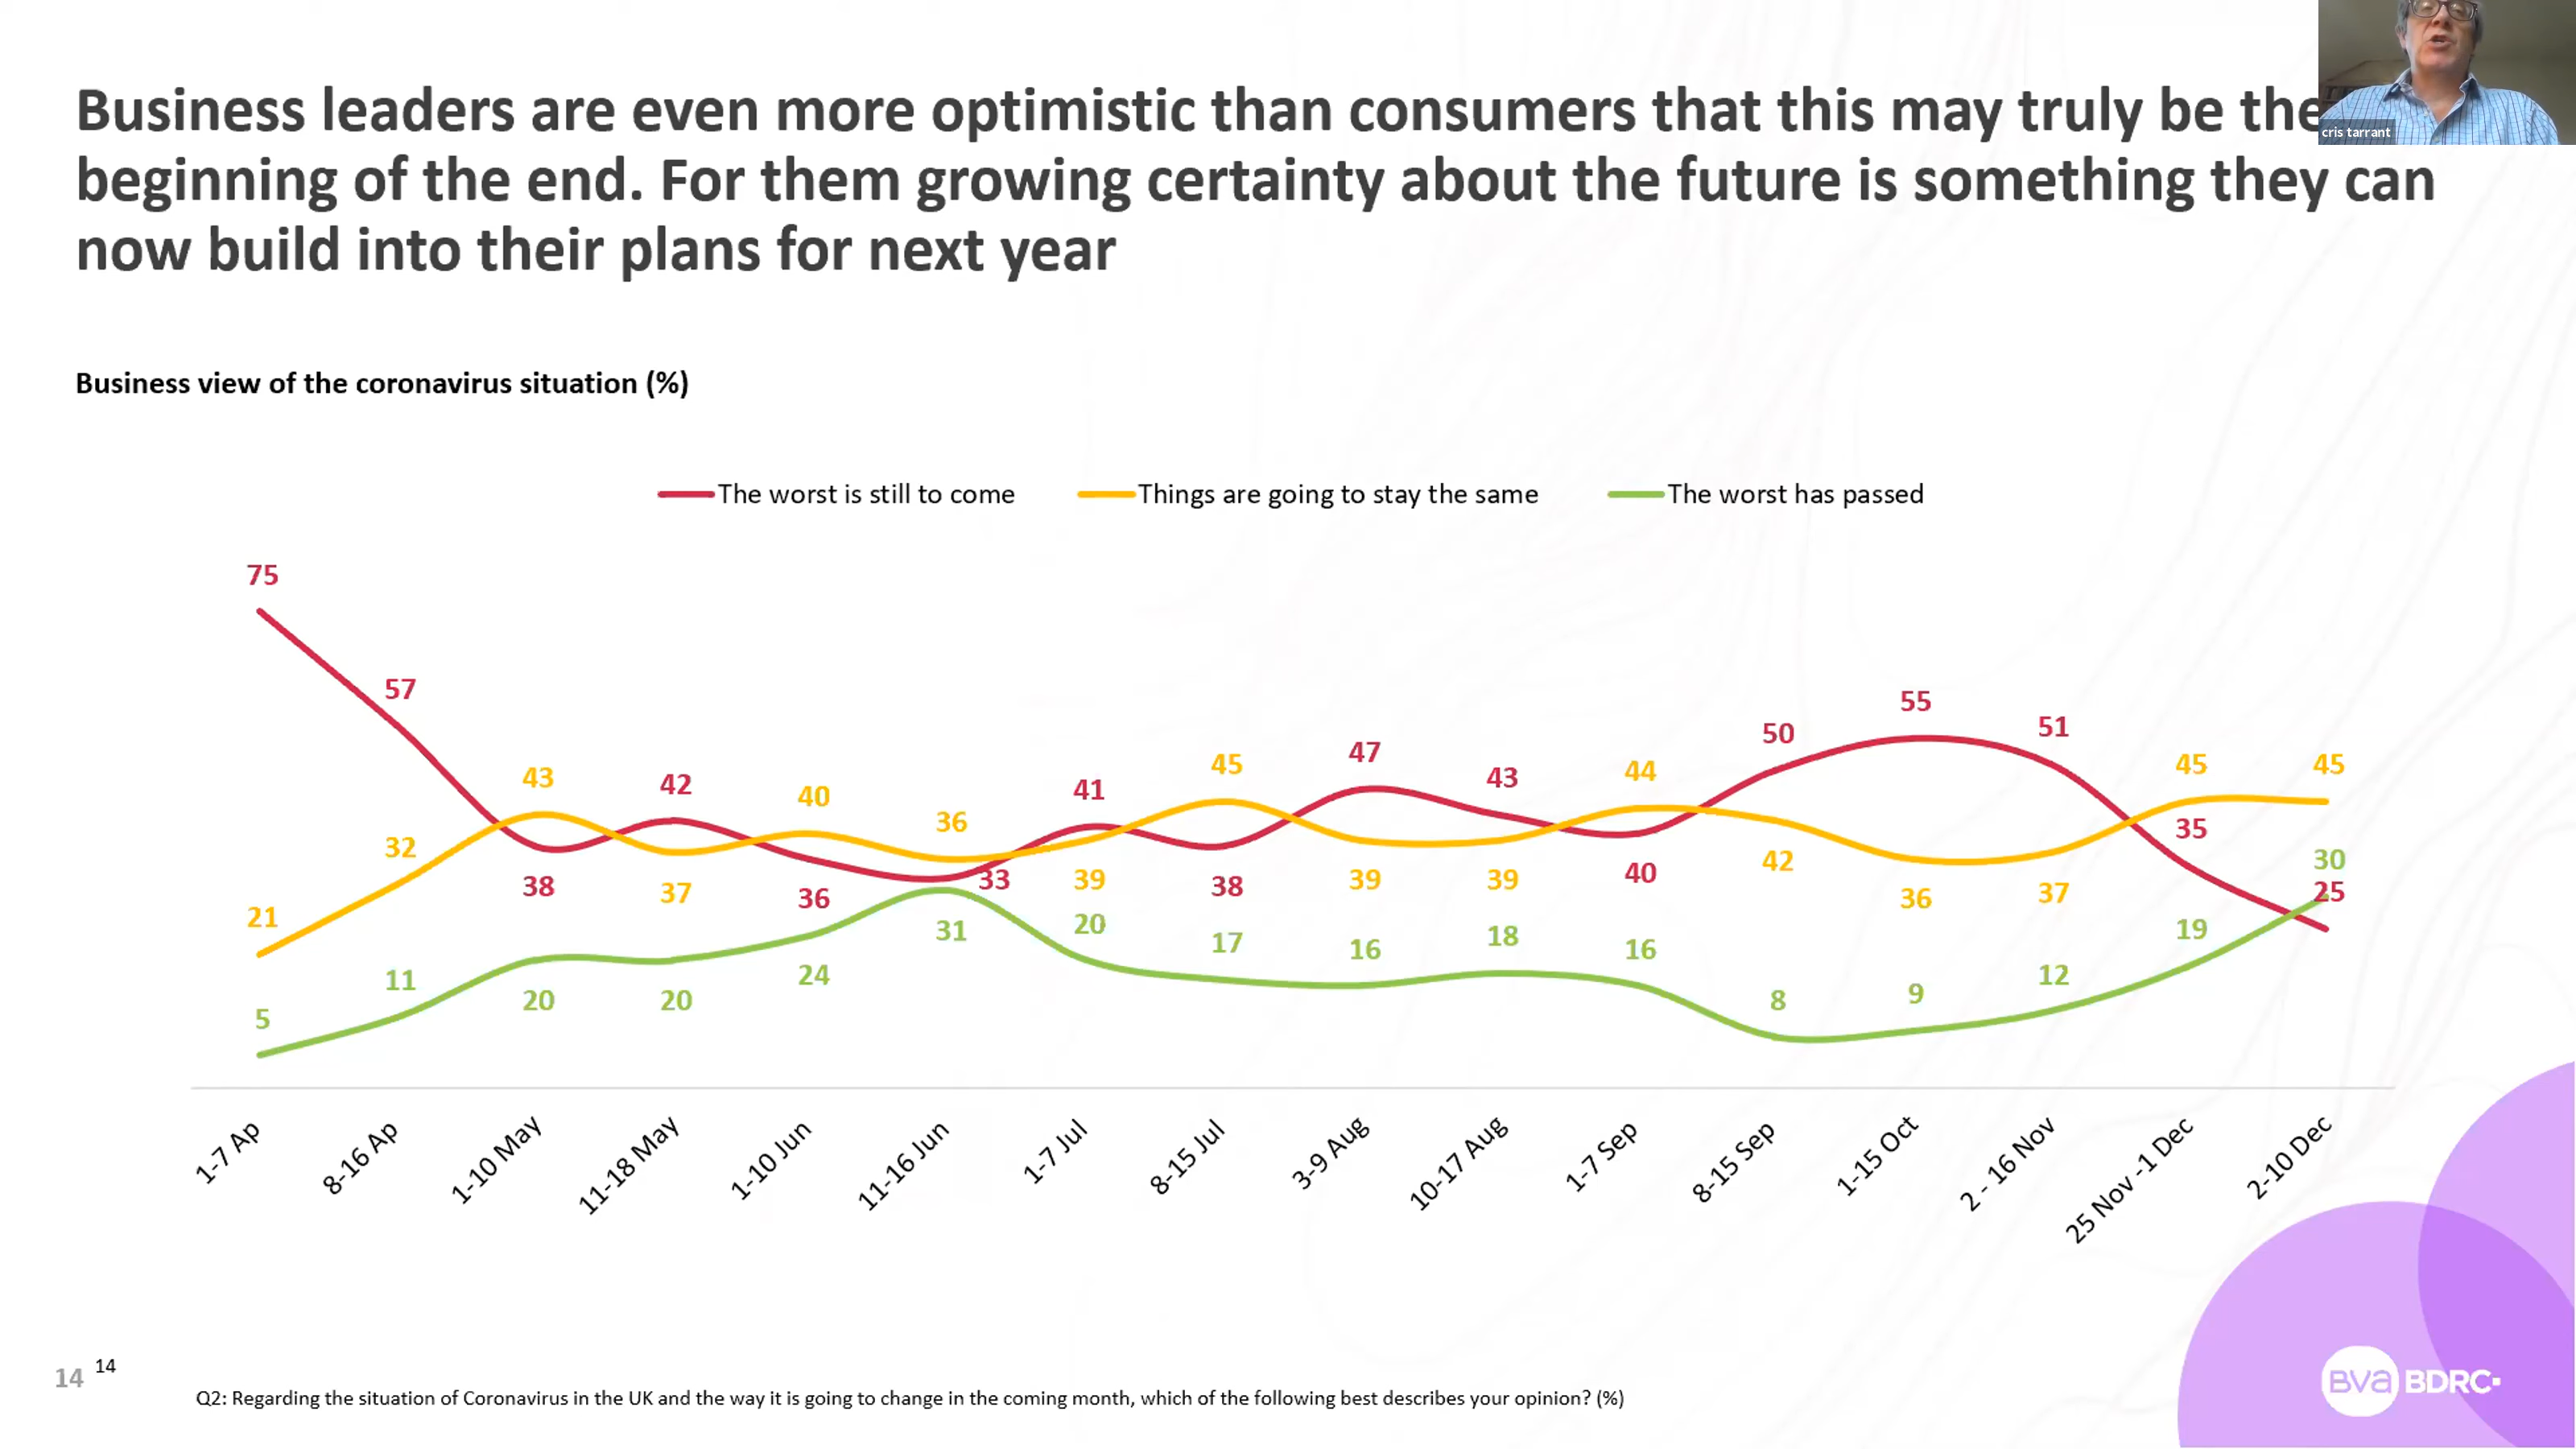 Business leaders are even more optimistic than consumers that this may truly be the
cris tarrant
beginning of the end. For them growing certainty about the future is something they can
now build into their plans for next year
Business view of the coronavirus situation (%)
The worst is still to come
Things are going to stay the same
The worst has passed
75
57
43
42
40
36
41
45
47
43
44
50
55
51
45
45
21
32
38
37
36
33
39
38
39
39
40
42
36
37
35
30
25
5
11
20
20
24
31
20
17
16
18
16
8
9
12
19
1-7 Ap
8-16 Ap
1-10 May
11-18 May
1-10 Jun
11-16 Jun
1-7 Jul
8-15 Jul
3-9 Aug
10-17 Aug
1-7 Sep
8-15 Sep
1-15 Oct
2 - 16 Nov
25 Nov -1 Dec
2-10 Dec
14
14
Q2: Regarding the situation of Coronavirus in the UK and the way it is going to change in the coming month, which of the following best describes your opinion? (%)
BVA BDRC